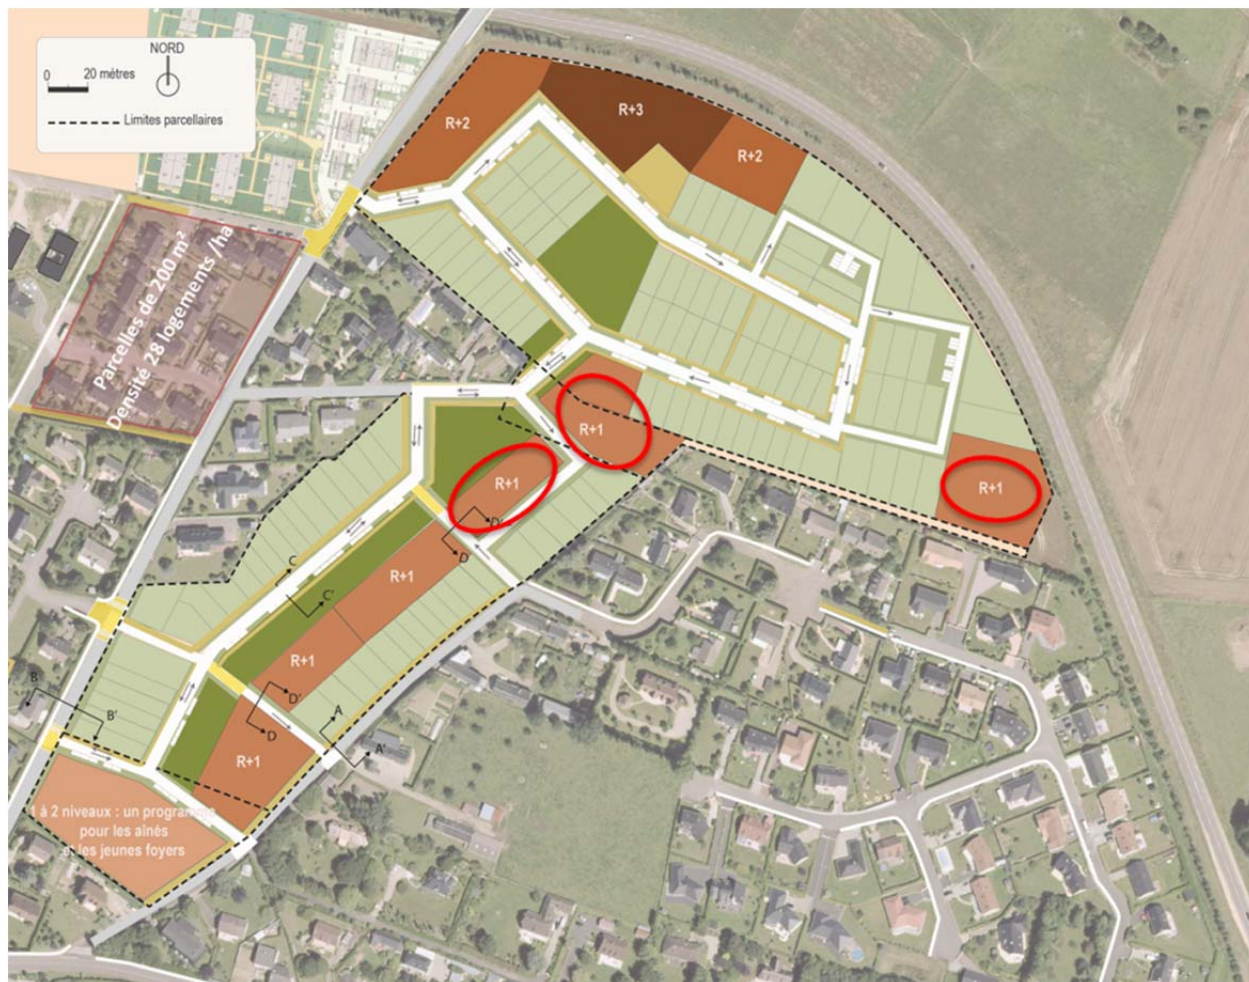 NORD
0 20 mètres
Limites parcellaires
R+2
R+3
R+2
Parcelles de 200 m²
Densité 28 logements /ha
R+1
R+1
R+1
R+1
R+1
R+1
C
C'
D'
D
D'
D
B
B'
A
A'
1 à 2 niveaux : un programme
pour les aînés
et les jeunes foyers